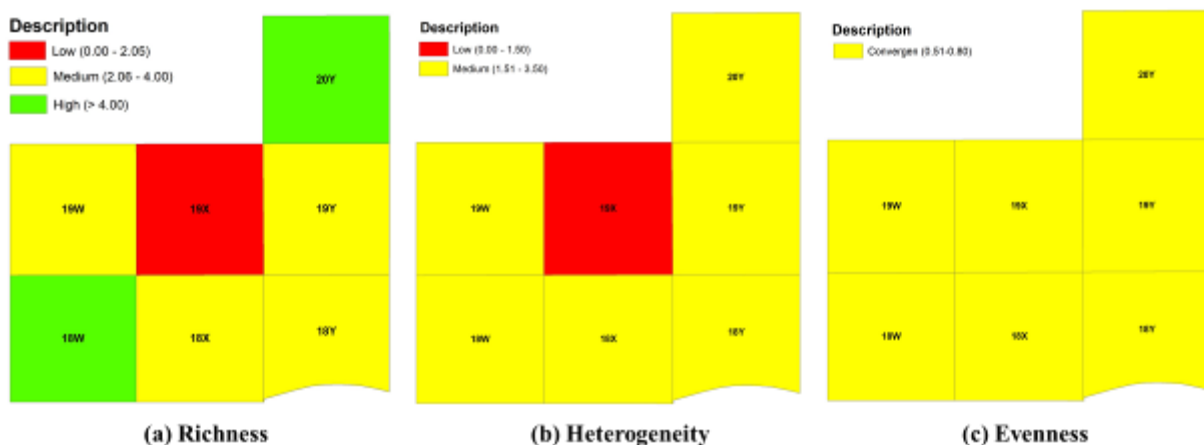 Description
Low (0.00 - 2.05)
Medium (2.06 - 4.00)
High (> 4.00)
20Y
19W
19X
19Y
18W
18X
18Y
(a) Richness
Description
Low (0.00 - 1.50)
Medium (1.51 - 3.50)
20Y
19W
19X
19Y
18W
18X
18Y
(b) Heterogeneity
Description
Convergen (0.51-0.80)
20Y
19W
19X
19Y
18W
18X
18Y
(c) Evenness